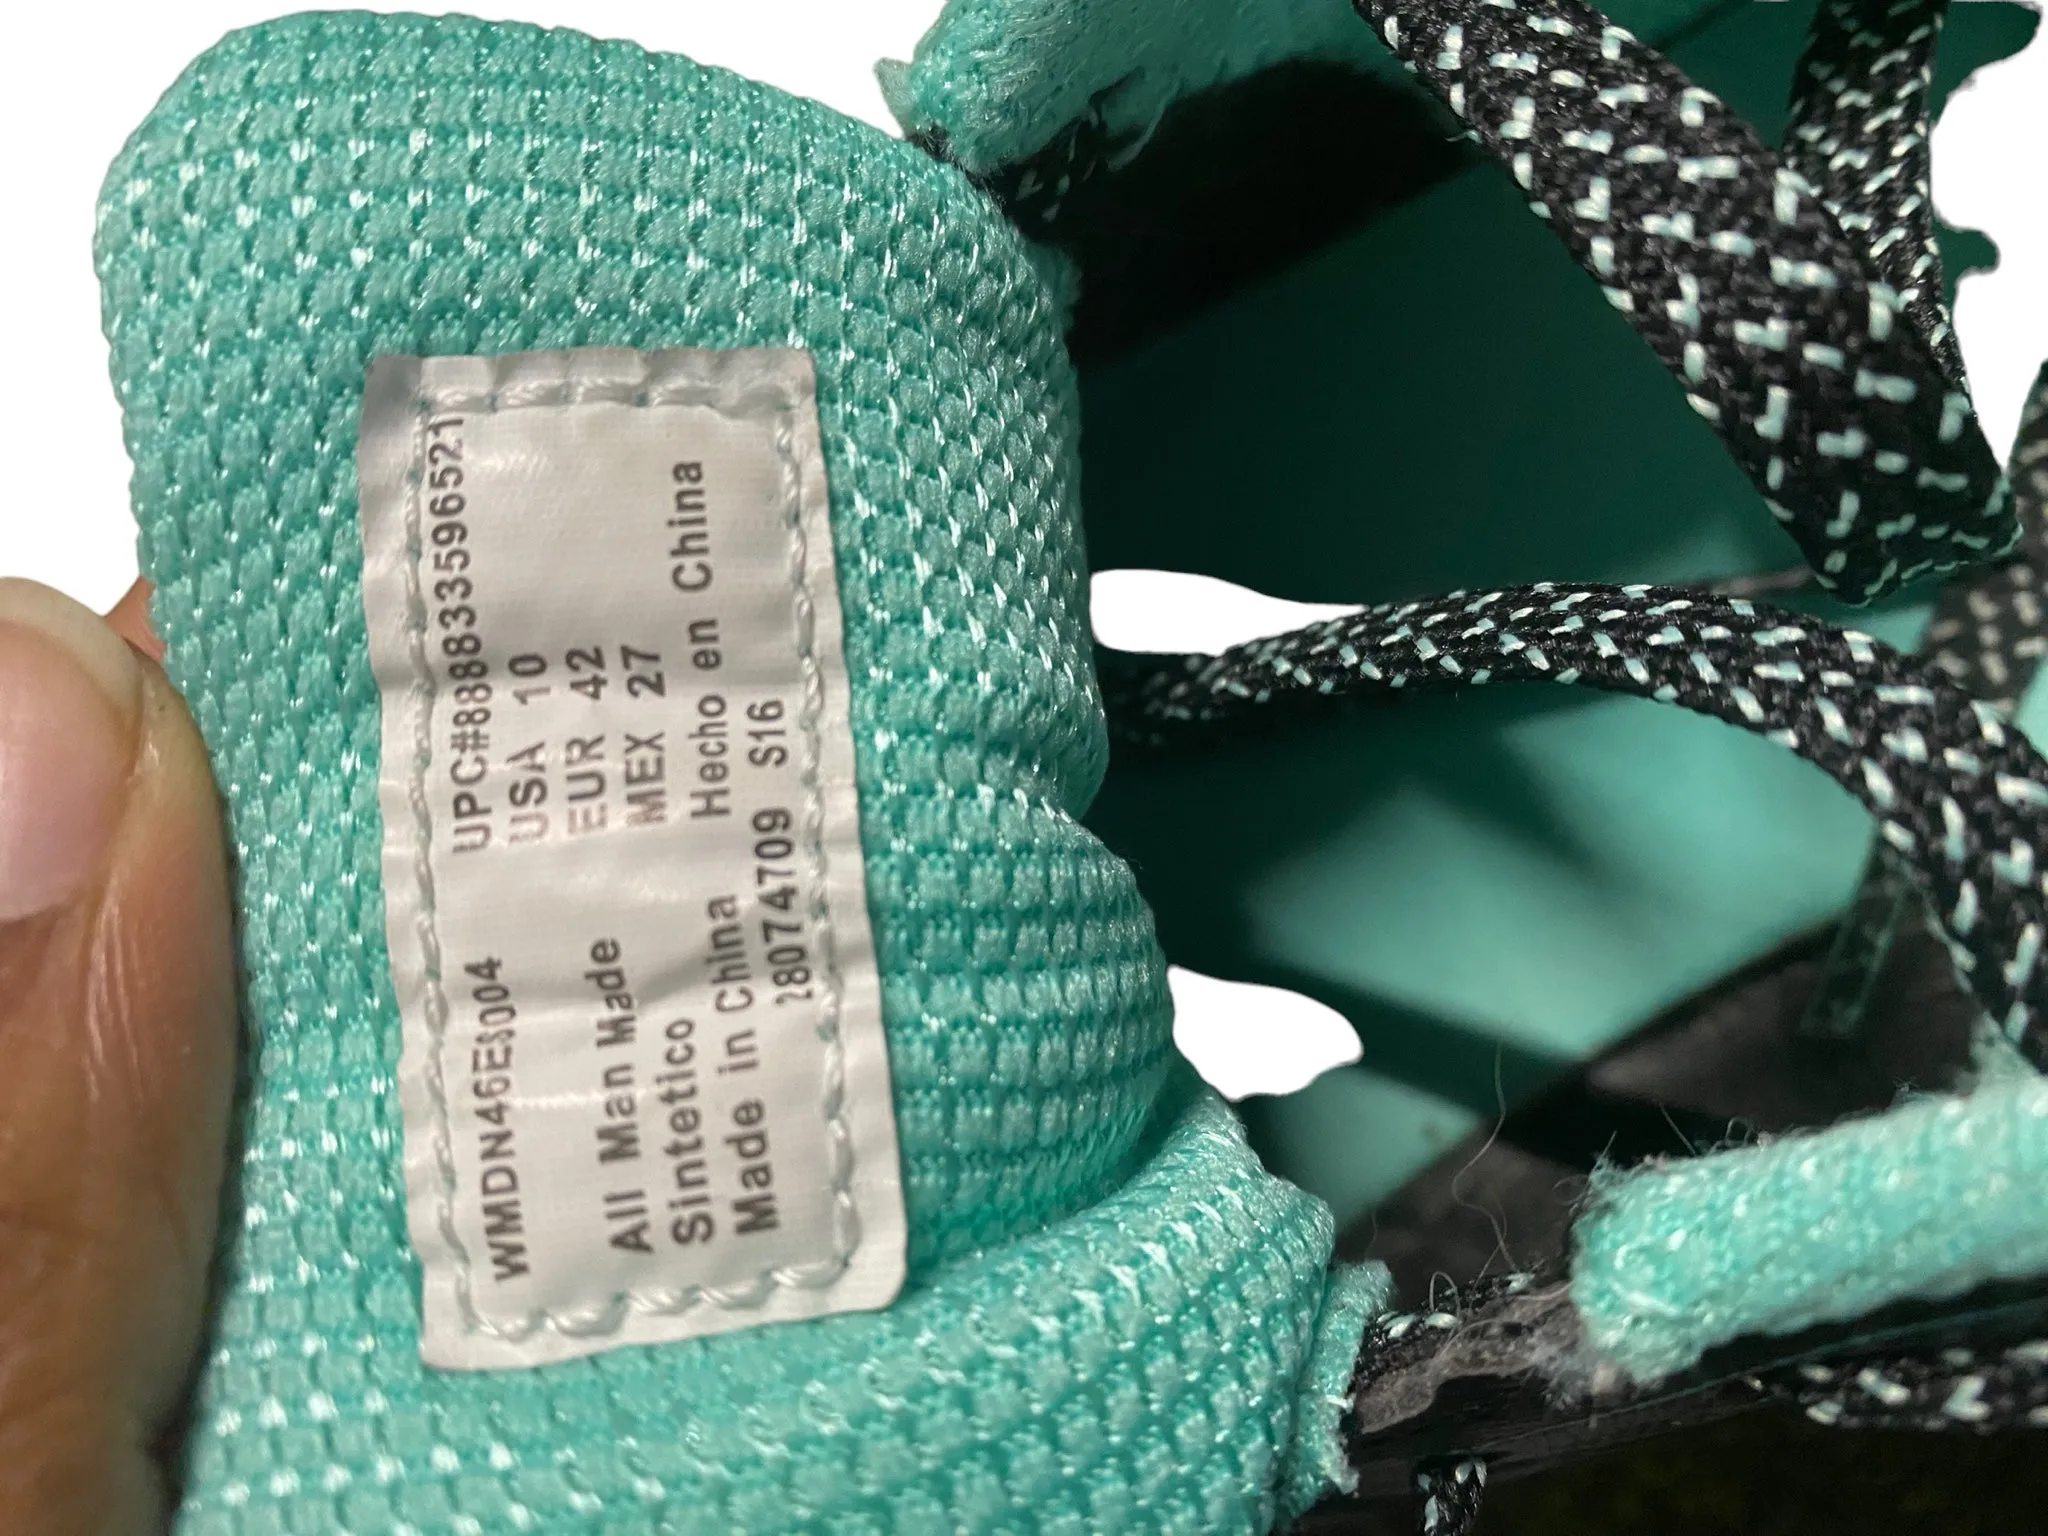 WMDN46ES004 UPC#888833596521
USA 10
All Man Made EUR 42
Sintetico MEX 27
Made in China Hecho en China
28074709 S16